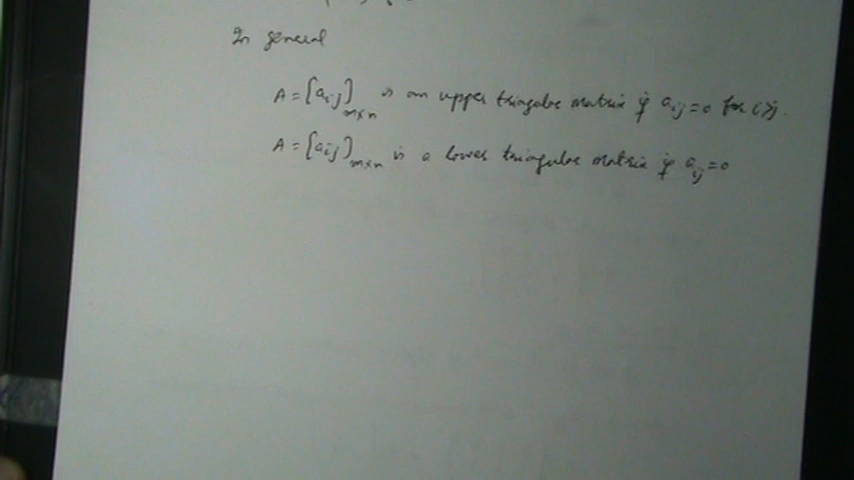 In general
A = [aij]m×n is an upper triangular matrix if aij = 0 for i>j.
A = [aij]m×n is a lower triangular matrix if aij = 0